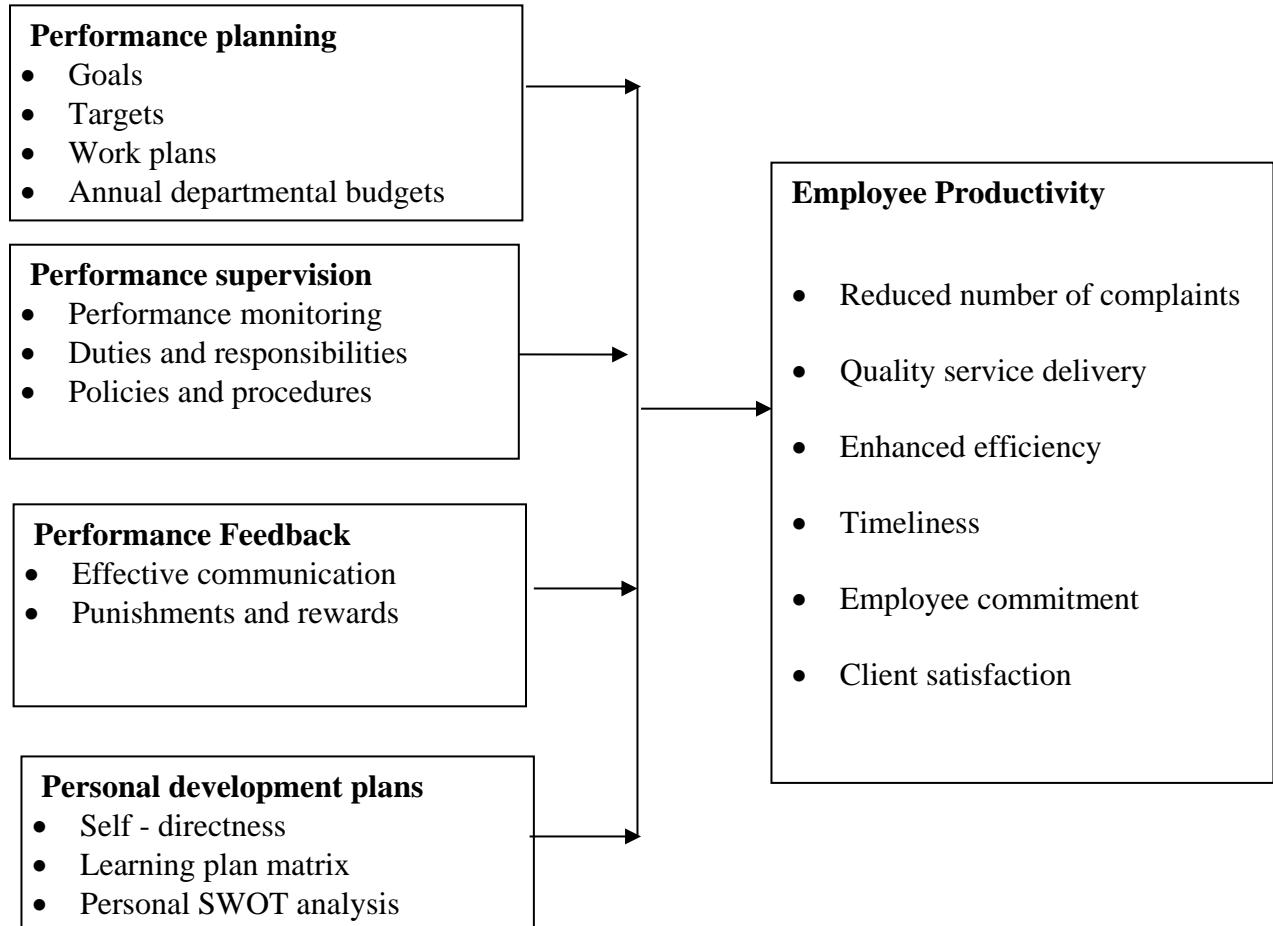 Performance planning
• Goals
• Targets
• Work plans
• Annual departmental budgets
Performance supervision
• Performance monitoring
• Duties and responsibilities
• Policies and procedures
Performance Feedback
• Effective communication
• Punishments and rewards
Personal development plans
• Self - directness
• Learning plan matrix
• Personal SWOT analysis
Employee Productivity
• Reduced number of complaints
• Quality service delivery
• Enhanced efficiency
• Timeliness
• Employee commitment
• Client satisfaction